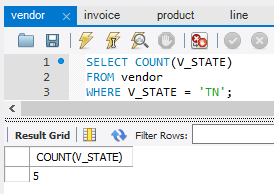 vendor invoice product line
1 SELECT COUNT(V_STATE)
2 FROM vendor
3 WHERE V_STATE = 'TN';
Result Grid Filter Rows:
COUNT(V_STATE)
5